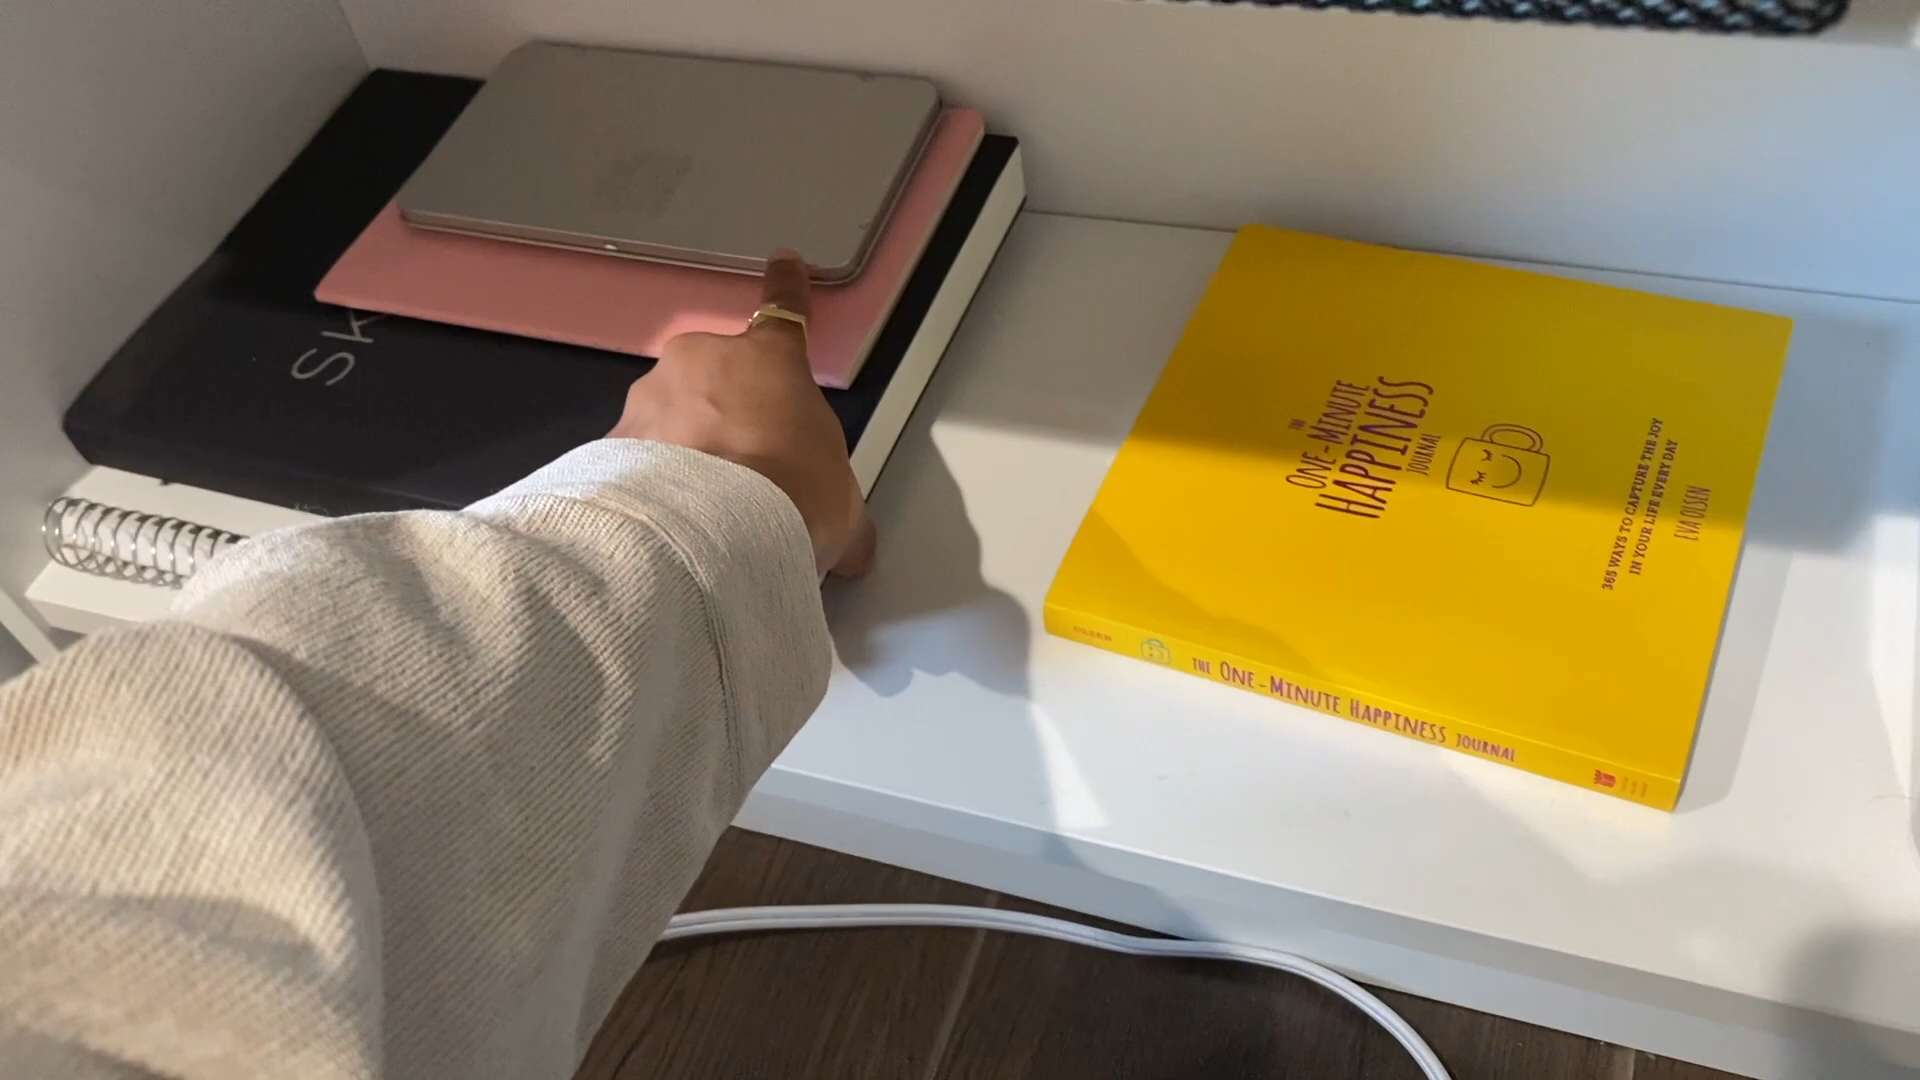 Sk
THE
ONE-MINUTE
HAPPINESS
JOURNAL
365 WAYS TO CAPTURE THE JOY
IN YOUR LIFE EVERY DAY
EVA OLSEN
OLSEN
THE ONE-MINUTE HAPPINESS JOURNAL